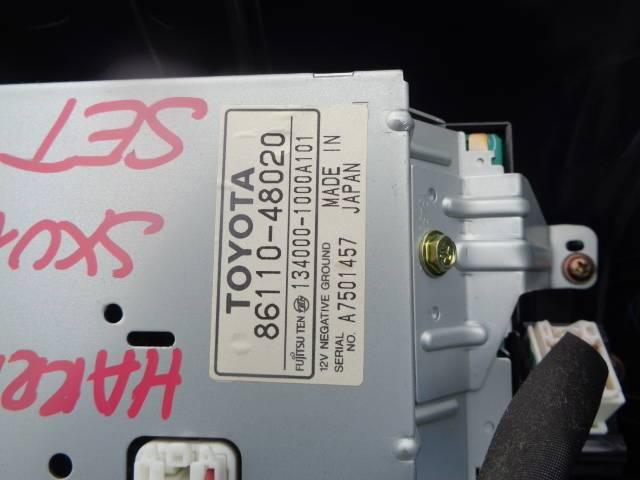 TOYOTA
86110-48020
FUJITSU TEN 134000-1000A101
12V NEGATIVE GROUND MADE IN
SERIAL NO. A7501457 JAPAN
SET